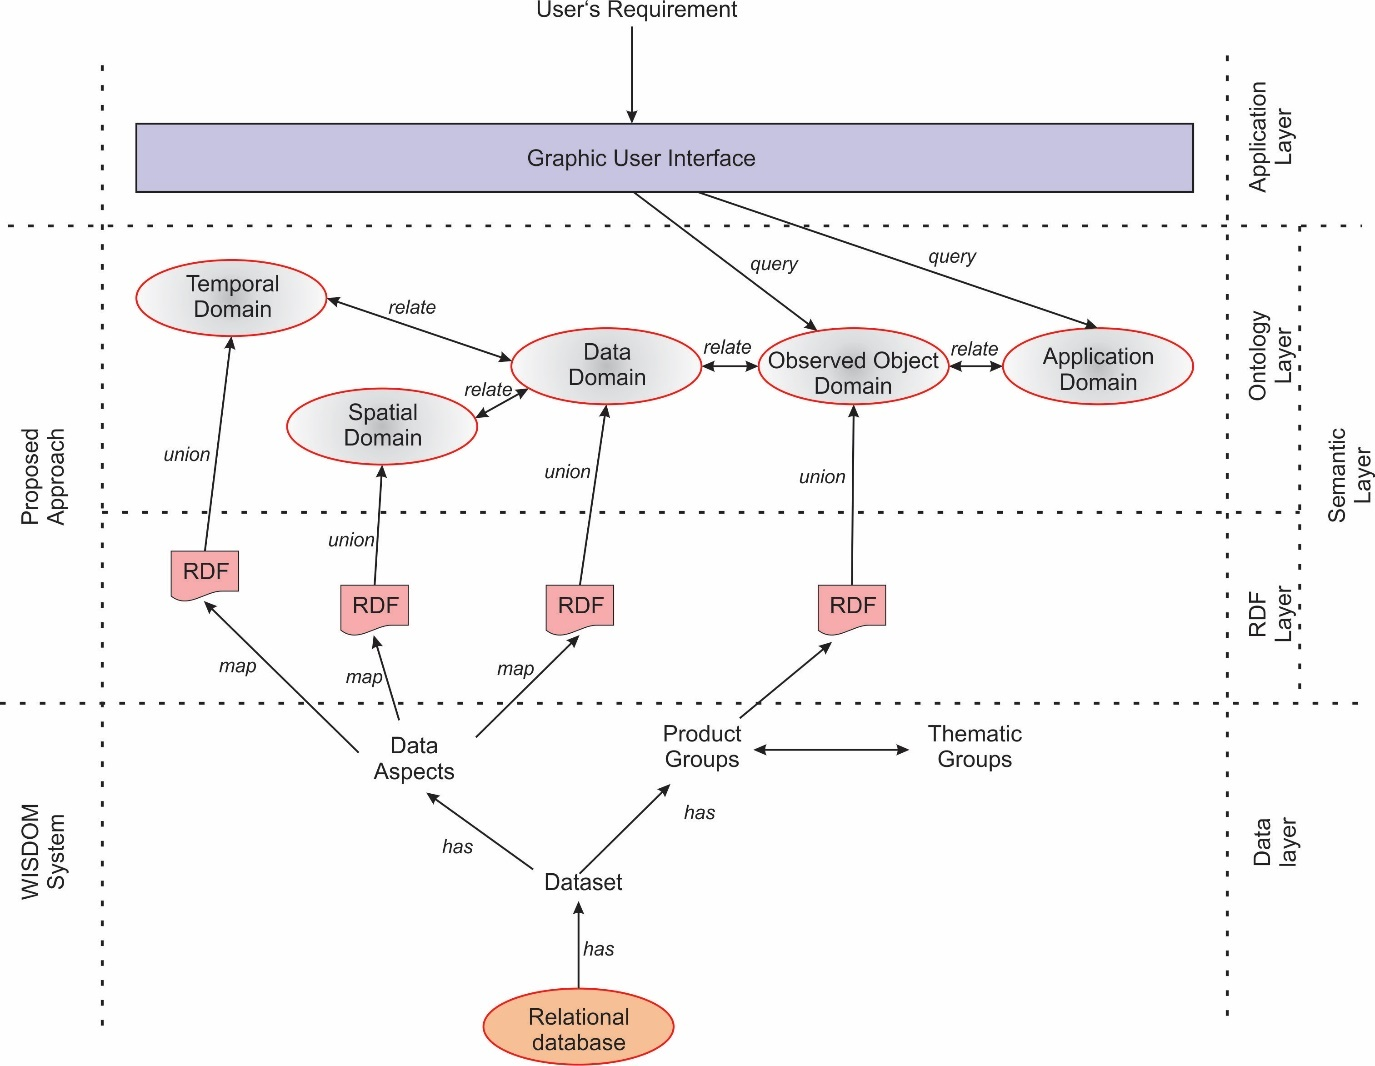 User‘s Requirement
Graphic User Interface
Application
Layer
query
query
Temporal
Domain
relate
Data
Domain
relate
Observed Object
Domain
relate
Application
Domain
relate
Spatial
Domain
Ontology
Layer
Semantic
Layer
Proposed
Approach
union
union
union
union
RDF
RDF
RDF
RDF
RDF
Layer
map
map
map
Data
Aspects
Product
Groups
Thematic
Groups
WISDOM
System
Data
layer
has
has
Dataset
has
Relational
database